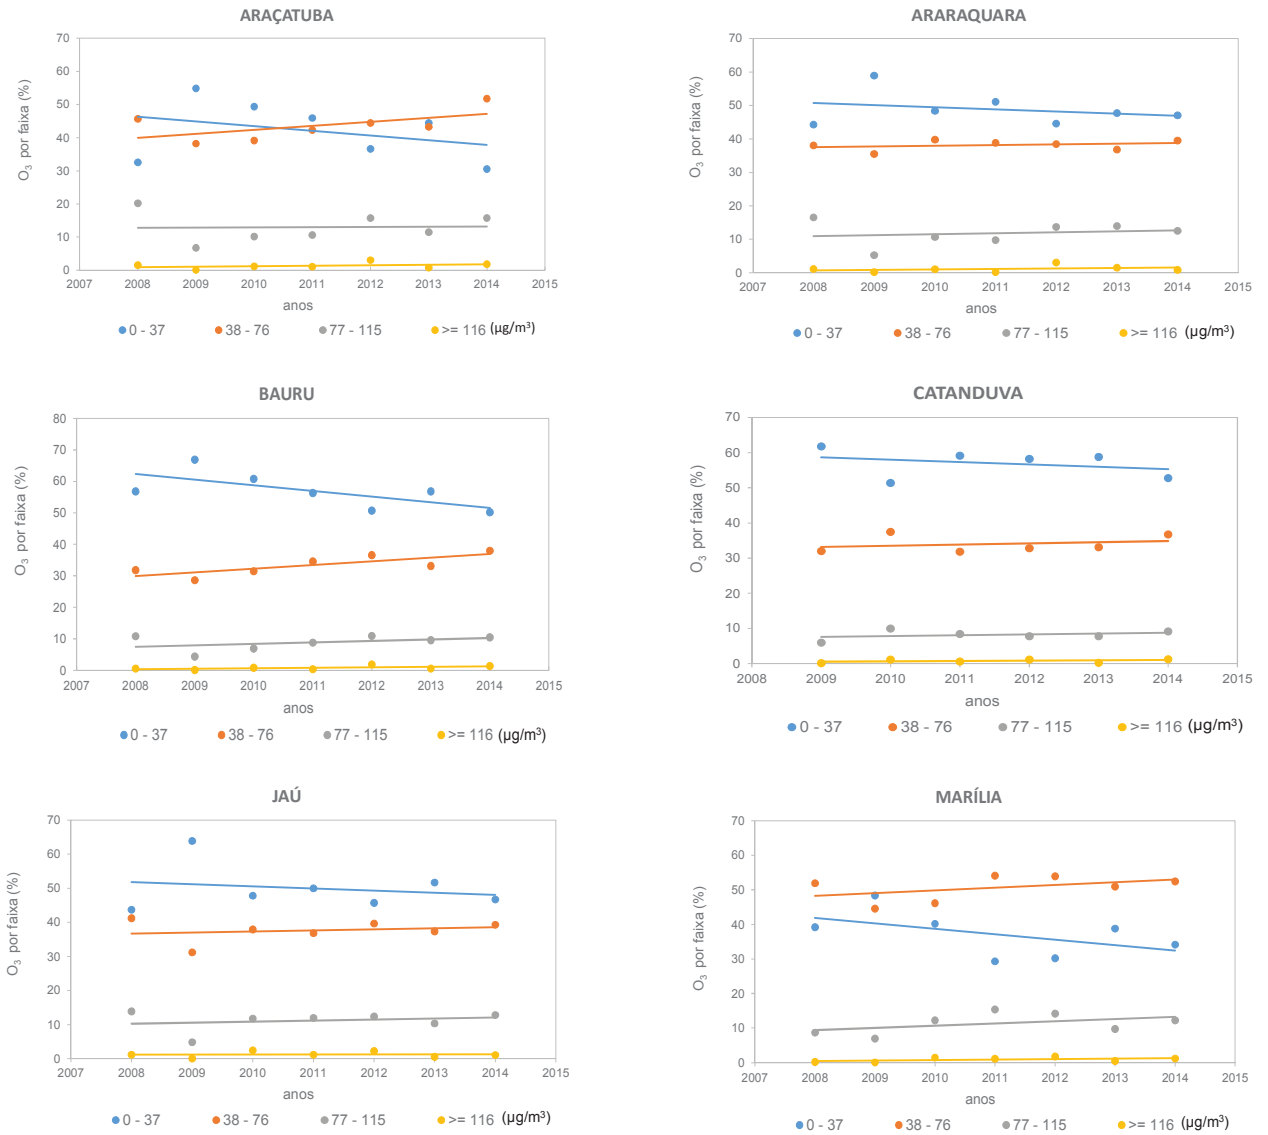 ARAÇATUBA
O₃ por faixa (%)
70
60
50
40
30
20
10
0
2007 2008 2009 2010 2011 2012 2013 2014 2015
anos
0 - 37 38 - 76 77 - 115 >= 116 (µg/m³)
ARARAQUARA
O₃ por faixa (%)
70
60
50
40
30
20
10
0
2007 2008 2009 2010 2011 2012 2013 2014 2015
anos
0 - 37 38 - 76 77 - 115 >= 116 (µg/m³)
BAURU
O₃ por faixa (%)
80
70
60
50
40
30
20
10
0
2007 2008 2009 2010 2011 2012 2013 2014 2015
anos
0 - 37 38 - 76 77 - 115 >= 116 (µg/m³)
CATANDUVA
O₃ por faixa (%)
70
60
50
40
30
20
10
0
2008 2009 2010 2011 2012 2013 2014 2015
anos
0 - 37 38 - 76 77 - 115 >= 116 (µg/m³)
JAÚ
O₃ por faixa (%)
70
60
50
40
30
20
10
0
2007 2008 2009 2010 2011 2012 2013 2014 2015
anos
0 - 37 38 - 76 77 - 115 >= 116 (µg/m³)
MARÍLIA
O₃ por faixa (%)
70
60
50
40
30
20
10
0
2007 2008 2009 2010 2011 2012 2013 2014 2015
anos
0 - 37 38 - 76 77 - 115 >= 116 (µg/m³)